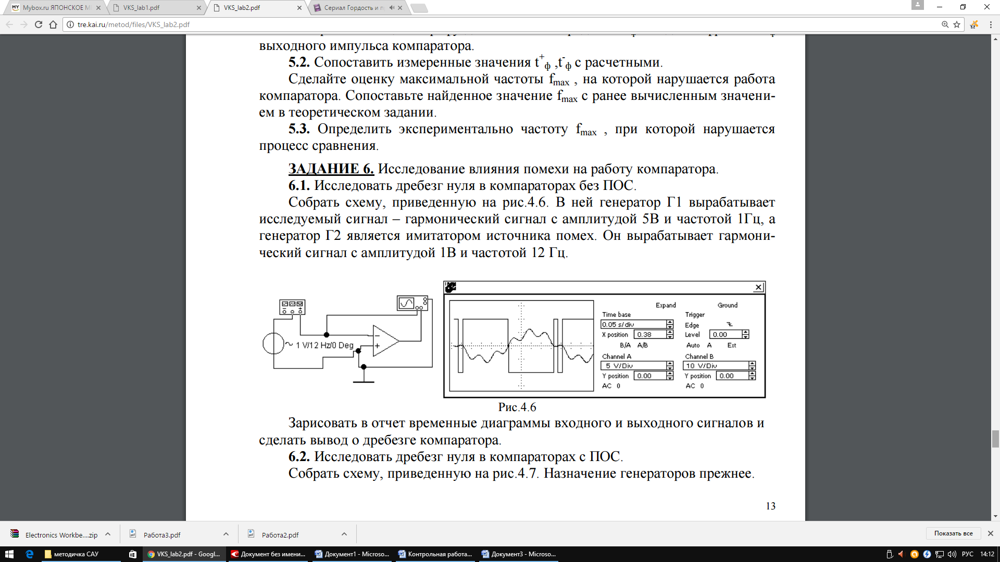 Mybox.ru ЯПОНСКОЕ М
VKS_lab1.pdf
VKS_lab2.pdf
Сериал Гордость и п
tre.kai.ru/metod/files/VKS_lab2.pdf
выходного импульса компаратора.
5.2. Сопоставить измеренные значения t⁺ф ,t⁻ф с расчетными.
Сделайте оценку максимальной частоты fmax , на которой нарушается работа
компаратора. Сопоставьте найденное значение fmax с ранее вычисленным значени-
ем в теоретическом задании.
5.3. Определить экспериментально частоту fmax , при которой нарушается
процесс сравнения.
ЗАДАНИЕ 6. Исследование влияния помехи на работу компаратора.
6.1. Исследовать дребезг нуля в компараторах без ПОС.
Собрать схему, приведенную на рис.4.6. В ней генератор Г1 вырабатывает
исследуемый сигнал – гармонический сигнал с амплитудой 5В и частотой 1Гц, а
генератор Г2 является имитатором источника помех. Он вырабатывает гармони-
ческий сигнал с амплитудой 1В и частотой 12 Гц.
1 V/12 Hz/0 Deg
Expand
Ground
Time base
Trigger
0.05 s/div
Edge
X position 0.38
Level 0.00
B/A A/B
Auto A Ext
Channel A
Channel B
5 V/Div
10 V/Div
Y position 0.00
Y position 0.00
AC 0
AC 0
Рис.4.6
Зарисовать в отчет временные диаграммы входного и выходного сигналов и
сделать вывод о дребезге компаратора.
6.2. Исследовать дребезг нуля в компараторах с ПОС.
Собрать схему, приведенную на рис.4.7. Назначение генераторов прежнее.
13
Electronics Workbe....zip
Работа3.pdf
Работа2.pdf
Показать все
методичка САУ
VKS_lab2.pdf - Googl...
Документ без имени...
Документ1 - Microso...
Контрольная работа...
Документ3 - Microso...
РУС
14:12